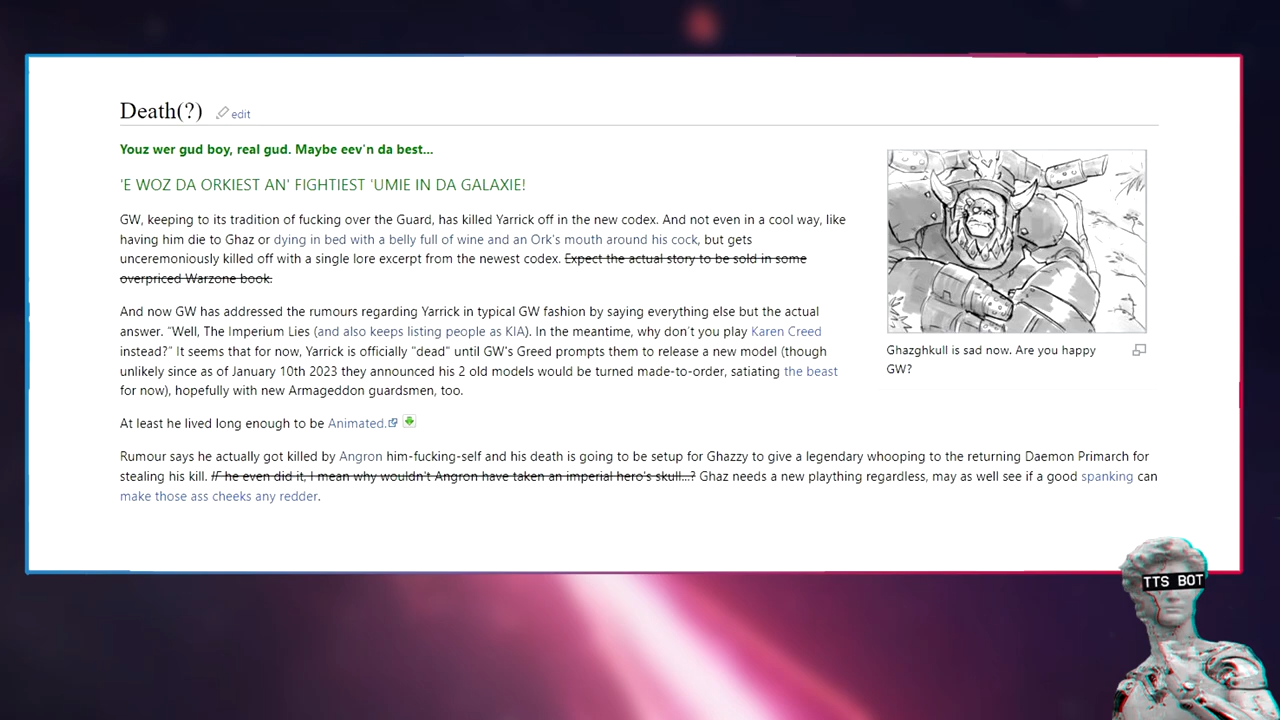 Death(?) edit
Youz wer gud boy, real gud. Maybe eev'n da best...
'E WOZ DA ORKIEST AN' FIGHTIEST 'UMIE IN DA GALAXIE!
GW, keeping to its tradition of fucking over the Guard, has killed Yarrick off in the new codex. And not even in a cool way, like
having him die to Ghaz or dying in bed with a belly full of wine and an Ork's mouth around his cock, but gets
unceremoniously killed off with a single lore excerpt from the newest codex. Expect the actual story to be sold in some
overpriced Warzone book.
And now GW has addressed the rumours regarding Yarrick in typical GW fashion by saying everything else but the actual
answer. "Well, The Imperium Lies (and also keeps listing people as KIA). In the meantime, why don't you play Karen Creed
instead?" It seems that for now, Yarrick is officially "dead" until GW's Greed prompts them to release a new model (though
unlikely since as of January 10th 2023 they announced his 2 old models would be turned made-to-order, satiating the beast
for now), hopefully with new Armageddon guardsmen, too.
Ghazghkull is sad now. Are you happy
GW?
At least he lived long enough to be Animated.
Rumour says he actually got killed by Angron him-fucking-self and his death is going to be setup for Ghazzy to give a legendary whooping to the returning Daemon Primarch for
stealing his kill. IF he even did it, I mean why wouldn't Angron have taken an imperial hero's skull...? Ghaz needs a new plaything regardless, may as well see if a good spanking can
make those ass cheeks any redder.
TTS BOT